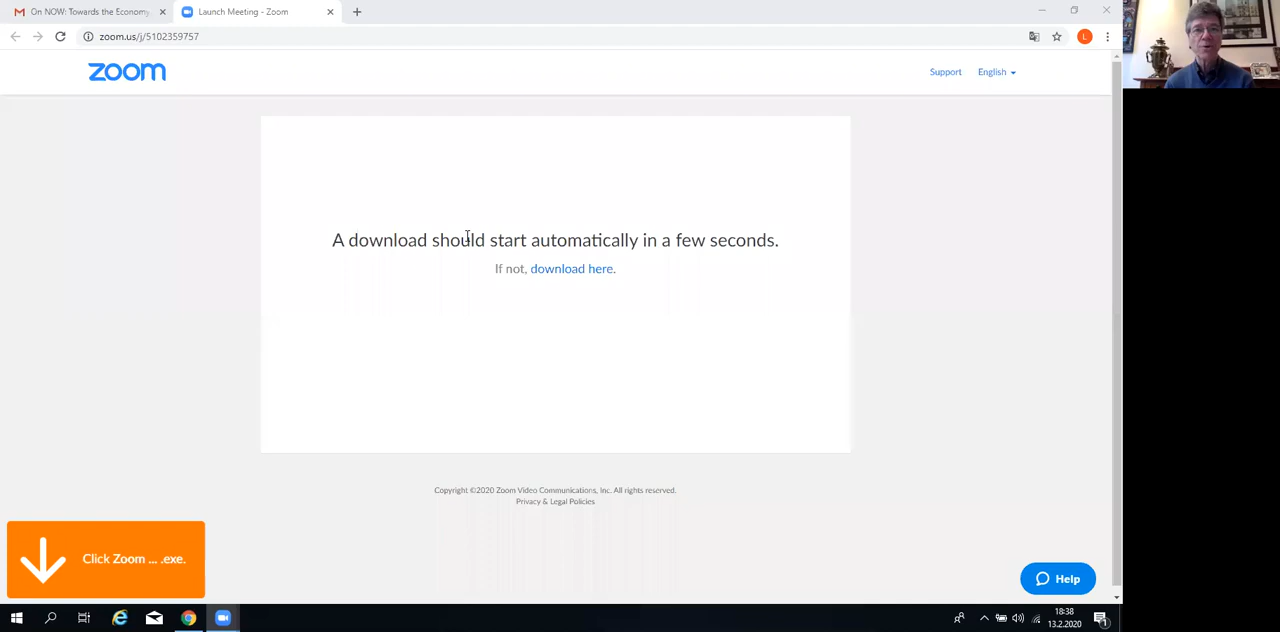 On NOW: Towards the Economy
Launch Meeting - Zoom
zoom.us/j/5102359757
L
zoom
Support
English
A download should start automatically in a few seconds.
If not, download here.
Copyright ©2020 Zoom Video Communications, Inc. All rights reserved.
Privacy & Legal Policies
Click Zoom ... .exe.
Help
18:38
13.2.2020
1